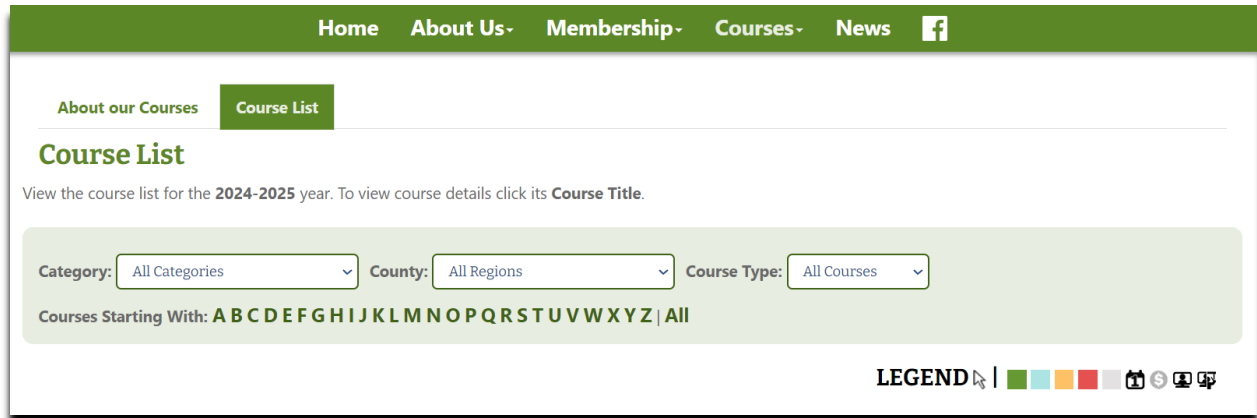 Home About Us Membership Courses News f
About our Courses Course List
Course List
View the course list for the 2024-2025 year. To view course details click its Course Title.
Category: All Categories County: All Regions Course Type: All Courses
Courses Starting With: A B C D E F G H I J K L M N O P Q R S T U V W X Y Z | All
LEGEND | 1 $